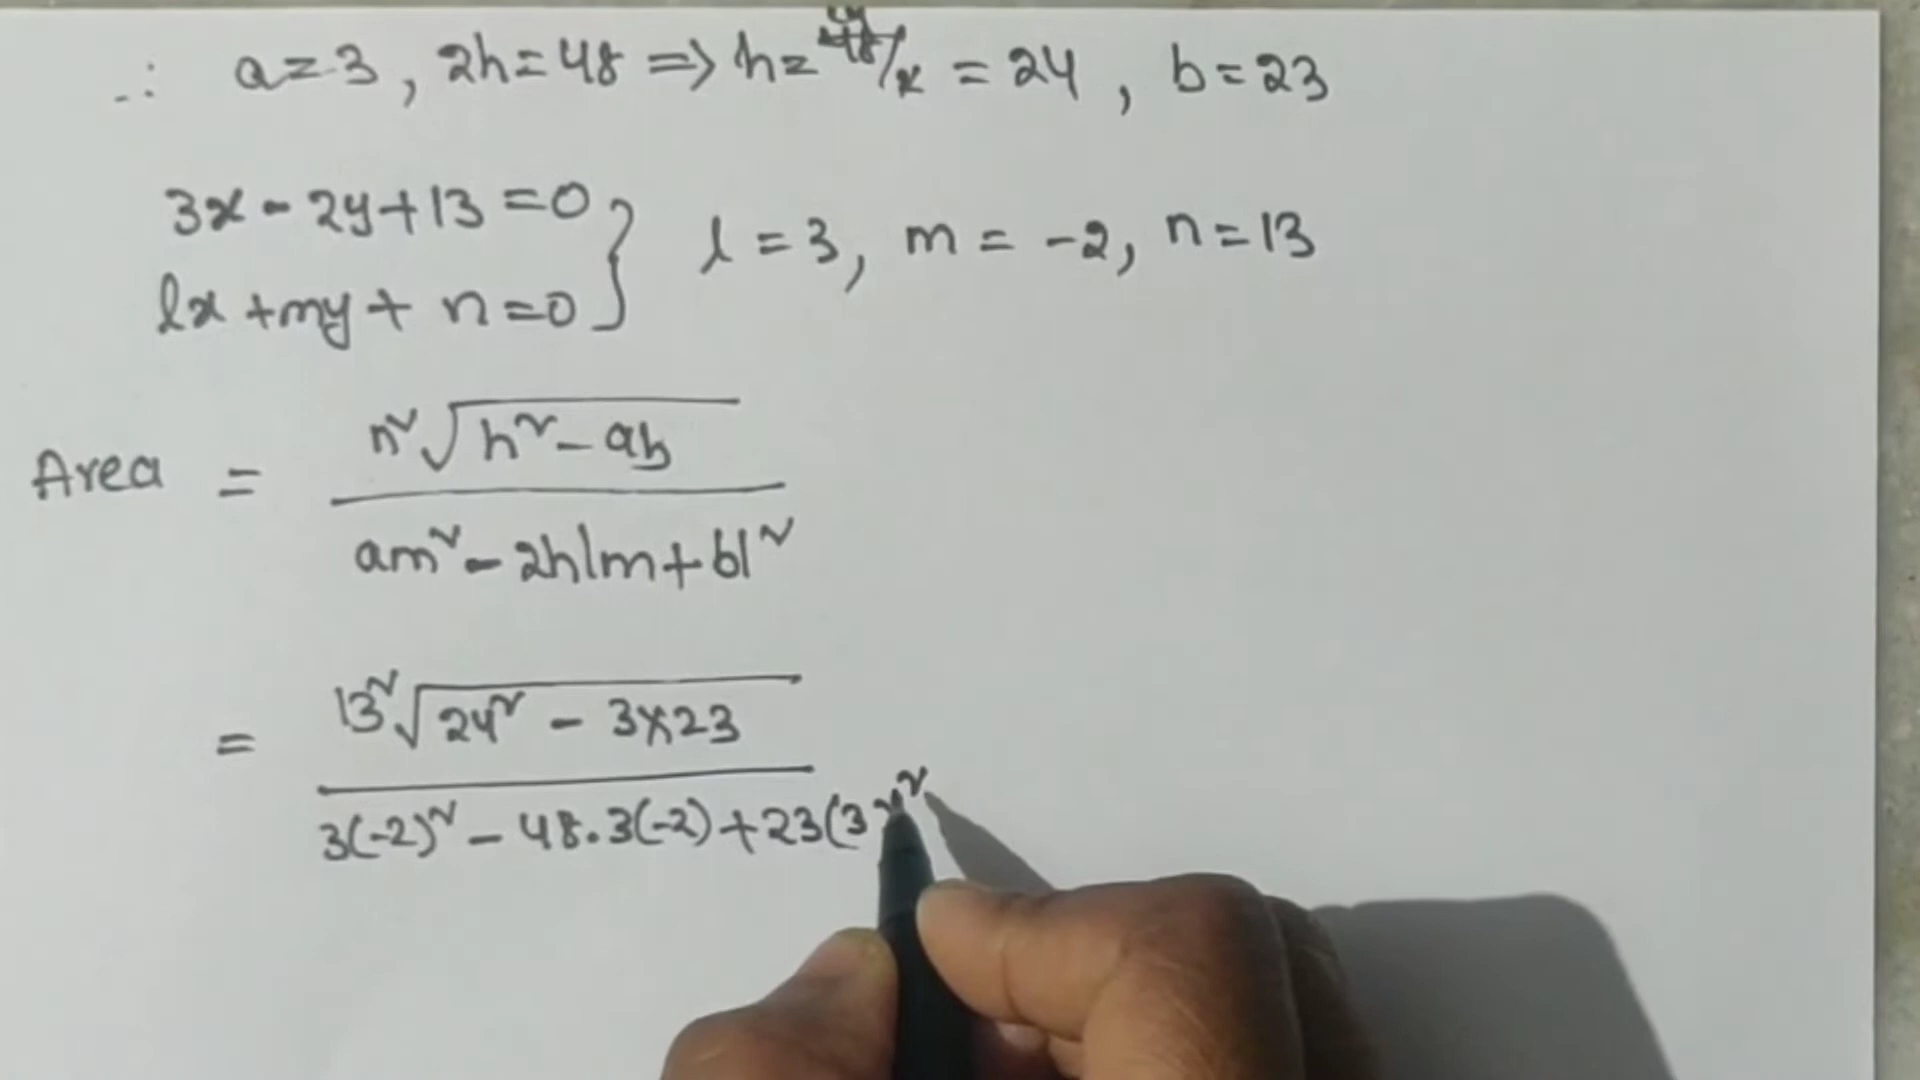 ∴ a=3, 2h=48 ⇒ h=48/2 = 24, b=23
3x - 2y + 13 = 0
lx + my + n = 0 } l = 3, m = -2, n = 13
Area = n²√(h² - ab) / (am² - 2hlm + bl²)
= 13²√(24² - 3×23) / (3(-2)² - 48.3(-2) + 23(3)²